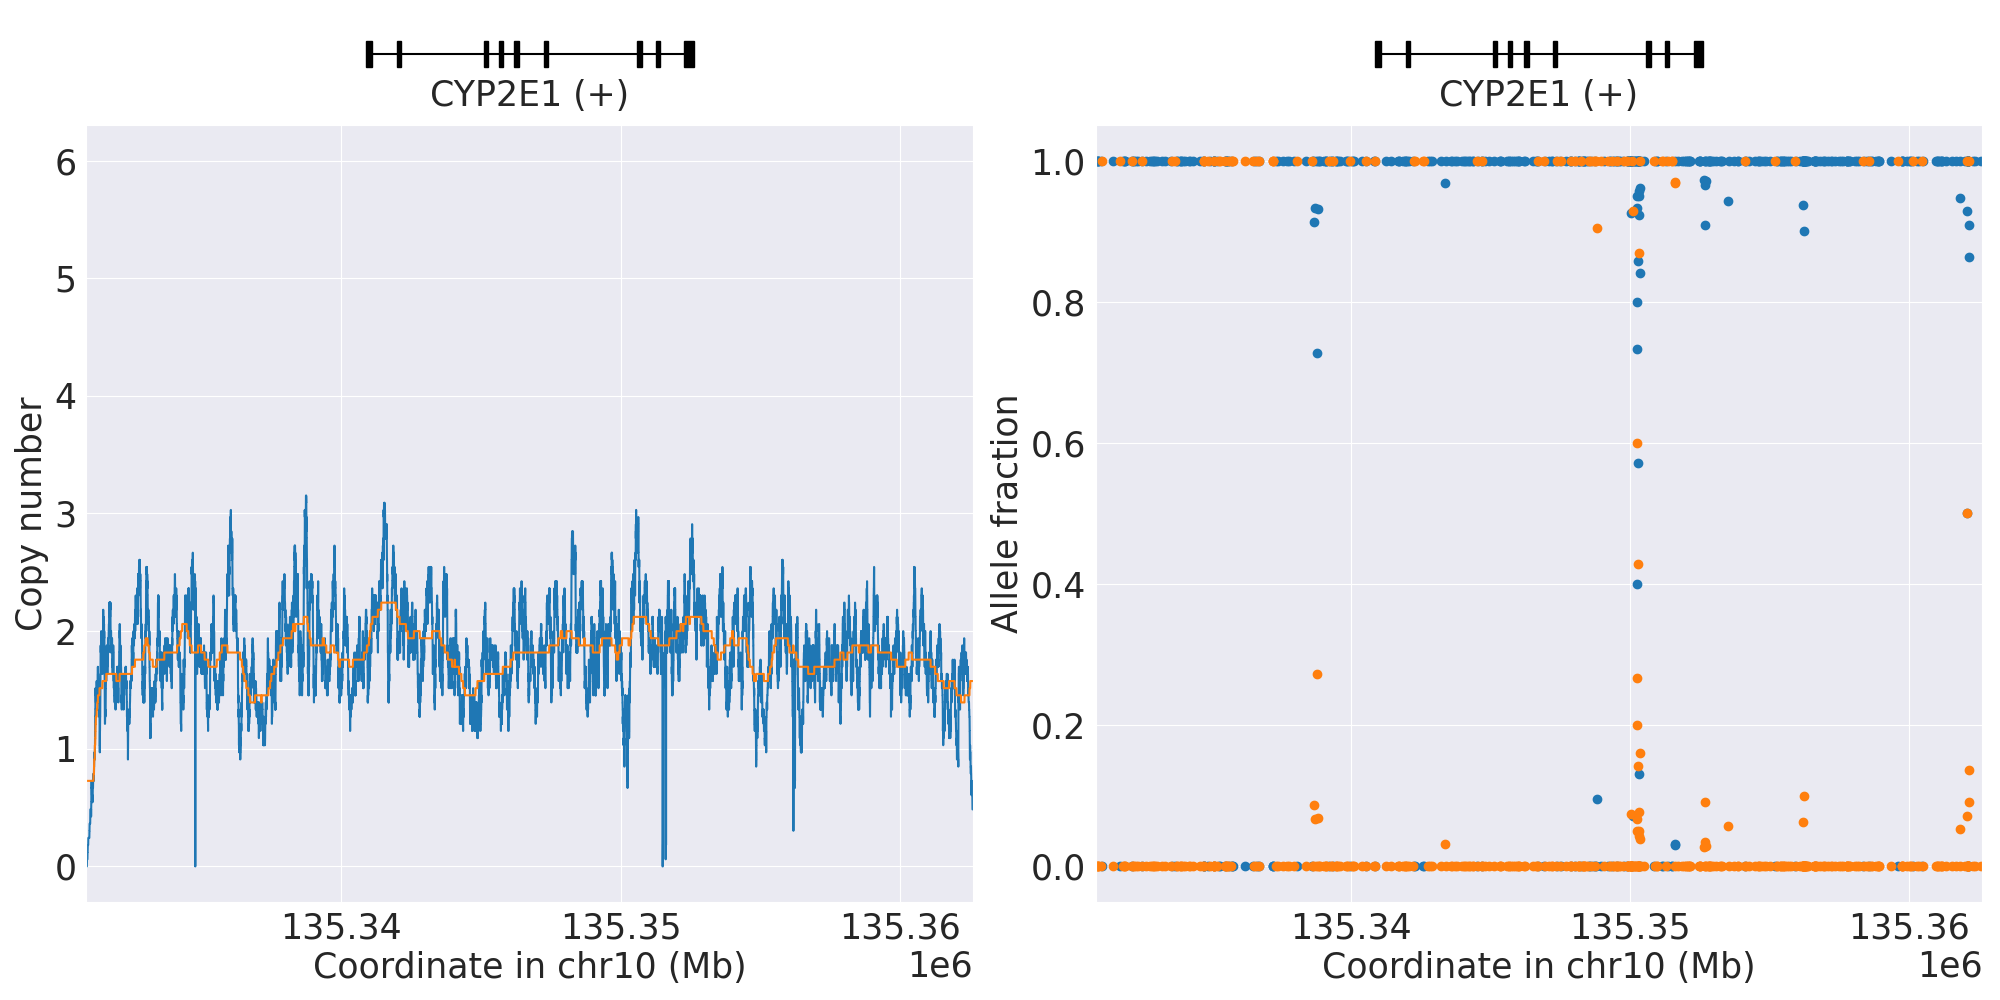 CYP2E1 (+)
6
5
4
3
2
1
0
Copy number
135.34 135.35 135.36
Coordinate in chr10 (Mb)
1e6
CYP2E1 (+)
1.0
0.8
0.6
0.4
0.2
0.0
Allele fraction
135.34 135.35 135.36
Coordinate in chr10 (Mb)
1e6